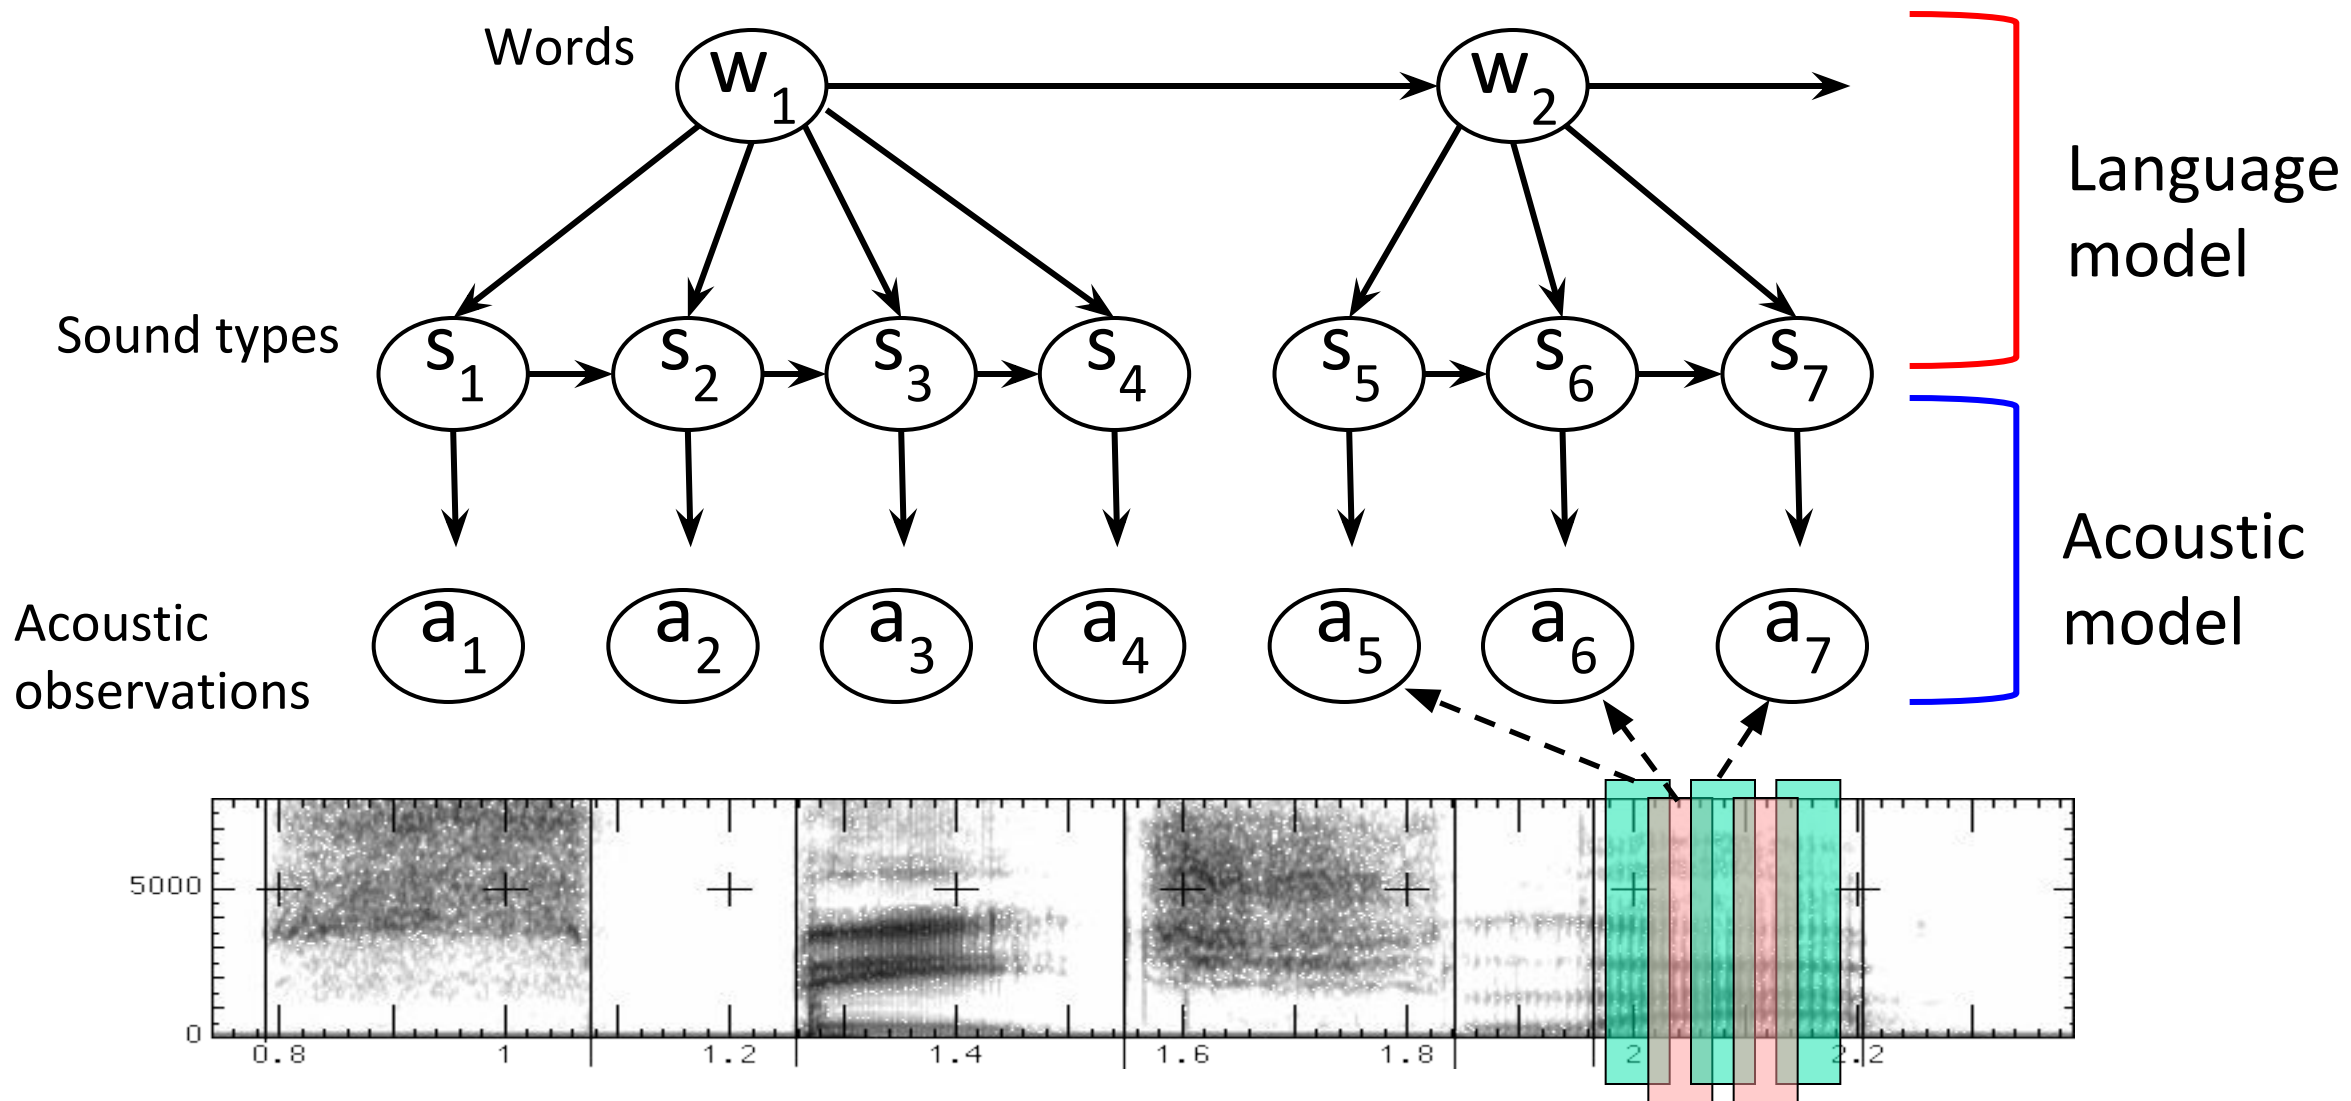 Words
w1
w2
Language
model
Sound types
s1
s2
s3
s4
s5
s6
s7
Acoustic
observations
a1
a2
a3
a4
a5
a6
a7
Acoustic
model
5000
0
0.8
1
1.2
1.4
1.6
1.8
2
2.2